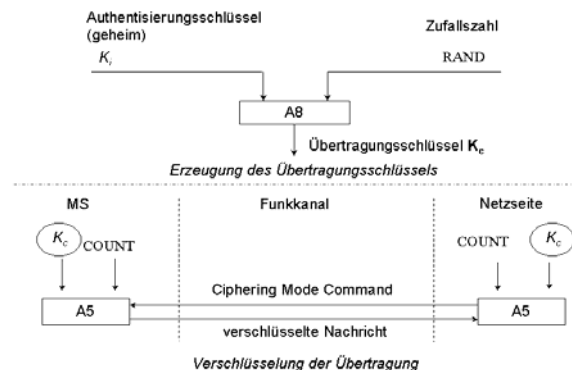 Authentisierungsschlüssel
(geheim)
Zufallszahl
Ki
RAND
A8
Übertragungsschlüssel Kc
Erzeugung des Übertragungsschlüssels
MS
Funkkanal
Netzseite
Kc
COUNT
COUNT
Kc
Ciphering Mode Command
A5
A5
verschlüsselte Nachricht
Verschlüsselung der Übertragung